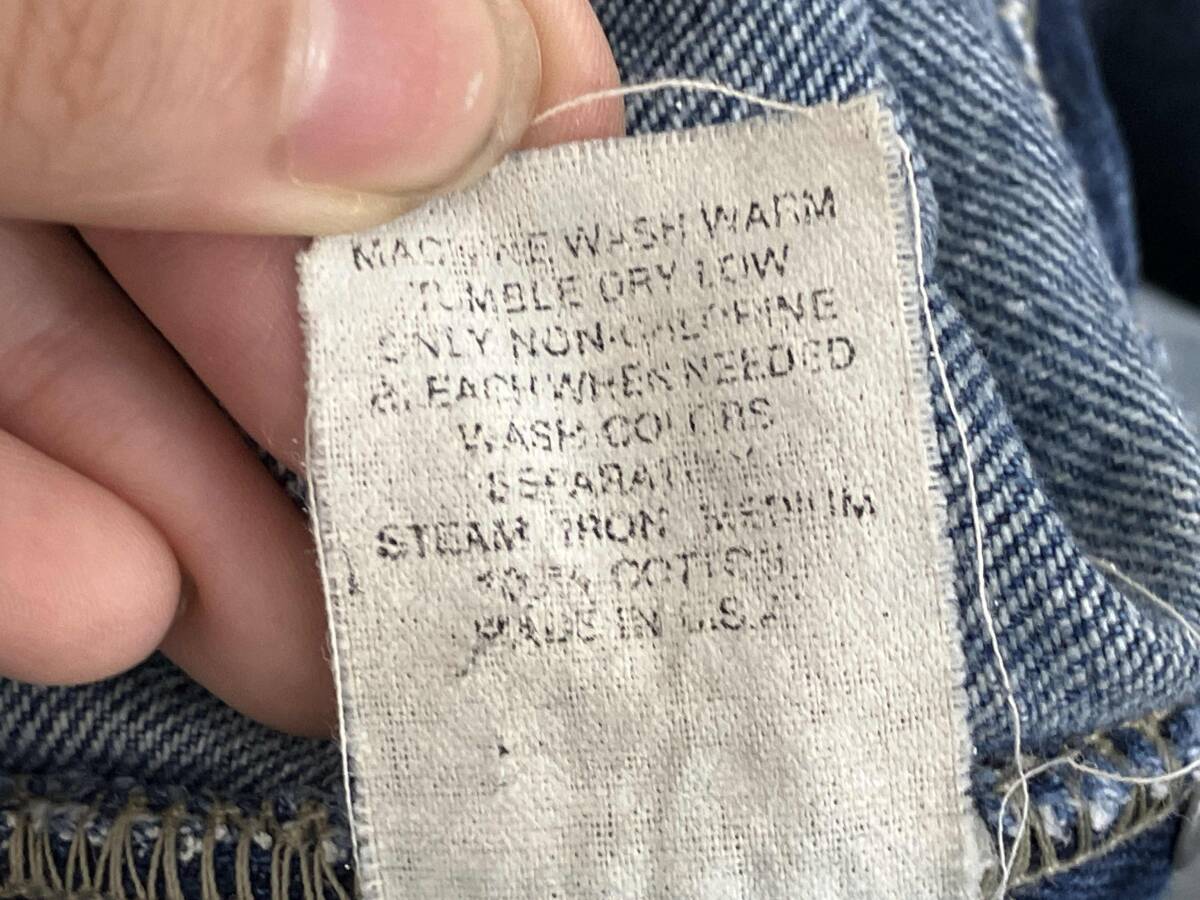 MACHINE WASH WARM
TUMBLE DRY LOW
ONLY NON-CHLORINE
BLEACH WHEN NEEDED
WASH COLORS
SEPARATELY
STEAM IRON MEDIUM
100% COTTON
MADE IN U.S.A.